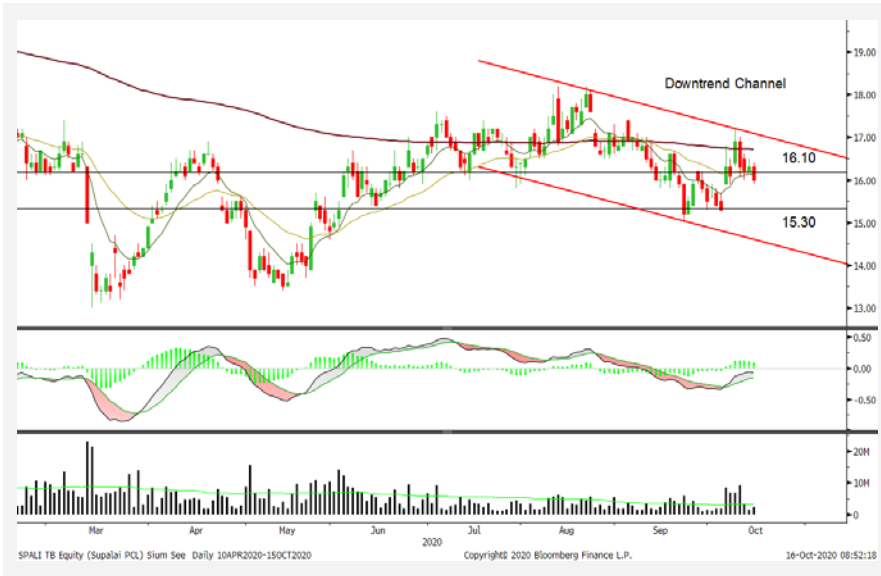 19.00
Downtrend Channel
18.00
17.00
16.10
16.00
15.30
15.00
14.00
13.00
0.50
0.00
-0.50
20M
10M
0
Mar Apr May Jun Jul Aug Sep Oct
2020
SPALI TB Equity (Supalai PCL) Sium See Daily 10APR2020-15OCT2020 Copyright© 2020 Bloomberg Finance L.P. 16-Oct-2020 08:52:18